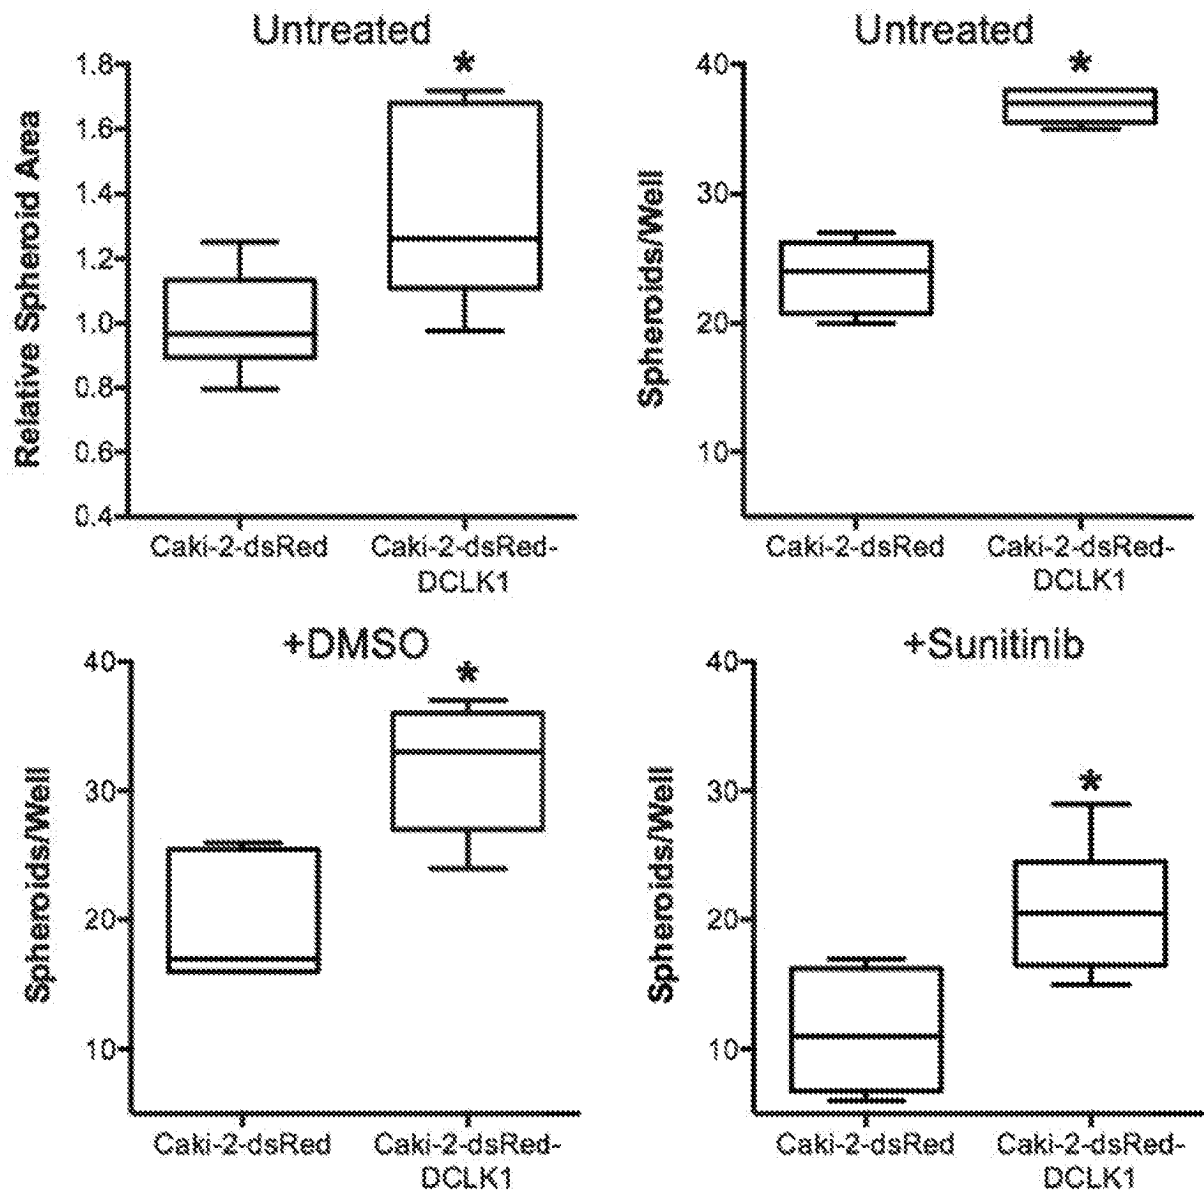 Untreated
*
Relative Spheroid Area
1.8
1.6
1.4
1.2
1.0
0.8
0.6
0.4
Caki-2-dsRed
Caki-2-dsRed-
DCLK1
Untreated
*
Spheroids/Well
40
30
20
10
Caki-2-dsRed
Caki-2-dsRed-
DCLK1
+DMSO
*
Spheroids/Well
40
30
20
10
Caki-2-dsRed
Caki-2-dsRed-
DCLK1
+Sunitinib
*
Spheroids/Well
40
30
20
10
Caki-2-dsRed
Caki-2-dsRed-
DCLK1